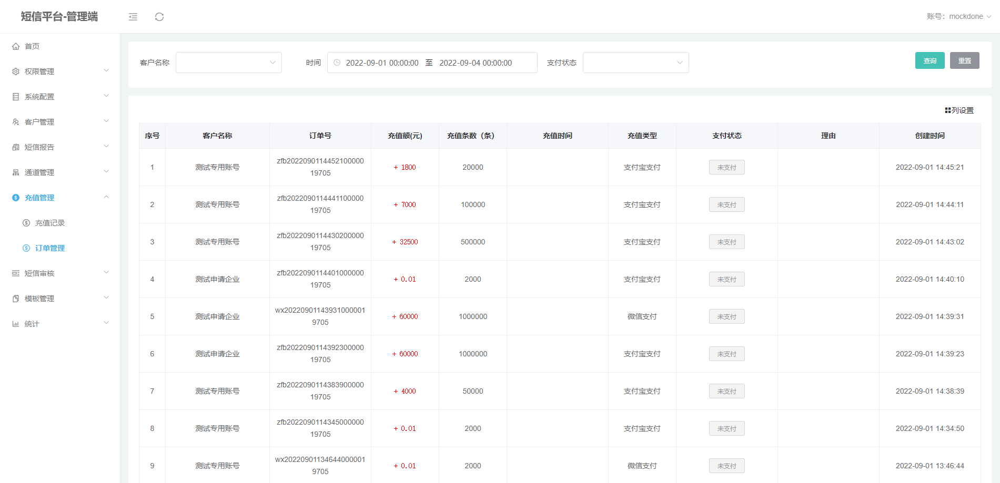 短信平台-管理端
账号：mockdone
首页
权限管理
系统配置
客户管理
短信报告
通道管理
充值管理
充值记录
订单管理
短信审核
模板管理
统计
客户名称
时间 2022-09-01 00:00:00 至 2022-09-04 00:00:00
支付状态
查询
重置
列设置
序号 客户名称 订单号 充值额(元) 充值条数（条） 充值时间 充值类型 支付状态 理由 创建时间
1 测试专用账号 zfb2022090114452100000
19705 + 1800 20000 支付宝支付 未支付 2022-09-01 14:45:21
2 测试专用账号 zfb2022090114441100000
19705 + 7000 100000 支付宝支付 未支付 2022-09-01 14:44:11
3 测试专用账号 zfb2022090114430200000
19705 + 32500 500000 支付宝支付 未支付 2022-09-01 14:43:02
4 测试申请企业 zfb2022090114401000000
19705 + 0.01 2000 支付宝支付 未支付 2022-09-01 14:40:10
5 测试申请企业 wx20220901143931000001
9705 + 60000 1000000 微信支付 未支付 2022-09-01 14:39:31
6 测试申请企业 zfb2022090114392300000
19705 + 60000 1000000 支付宝支付 未支付 2022-09-01 14:39:23
7 测试专用账号 zfb2022090114383900000
19705 + 4000 50000 支付宝支付 未支付 2022-09-01 14:38:39
8 测试专用账号 zfb2022090114345000000
19705 + 0.01 2000 支付宝支付 未支付 2022-09-01 14:34:50
9 测试专用账号 wx20220901134644000001
9705 + 0.01 2000 微信支付 未支付 2022-09-01 13:46:44